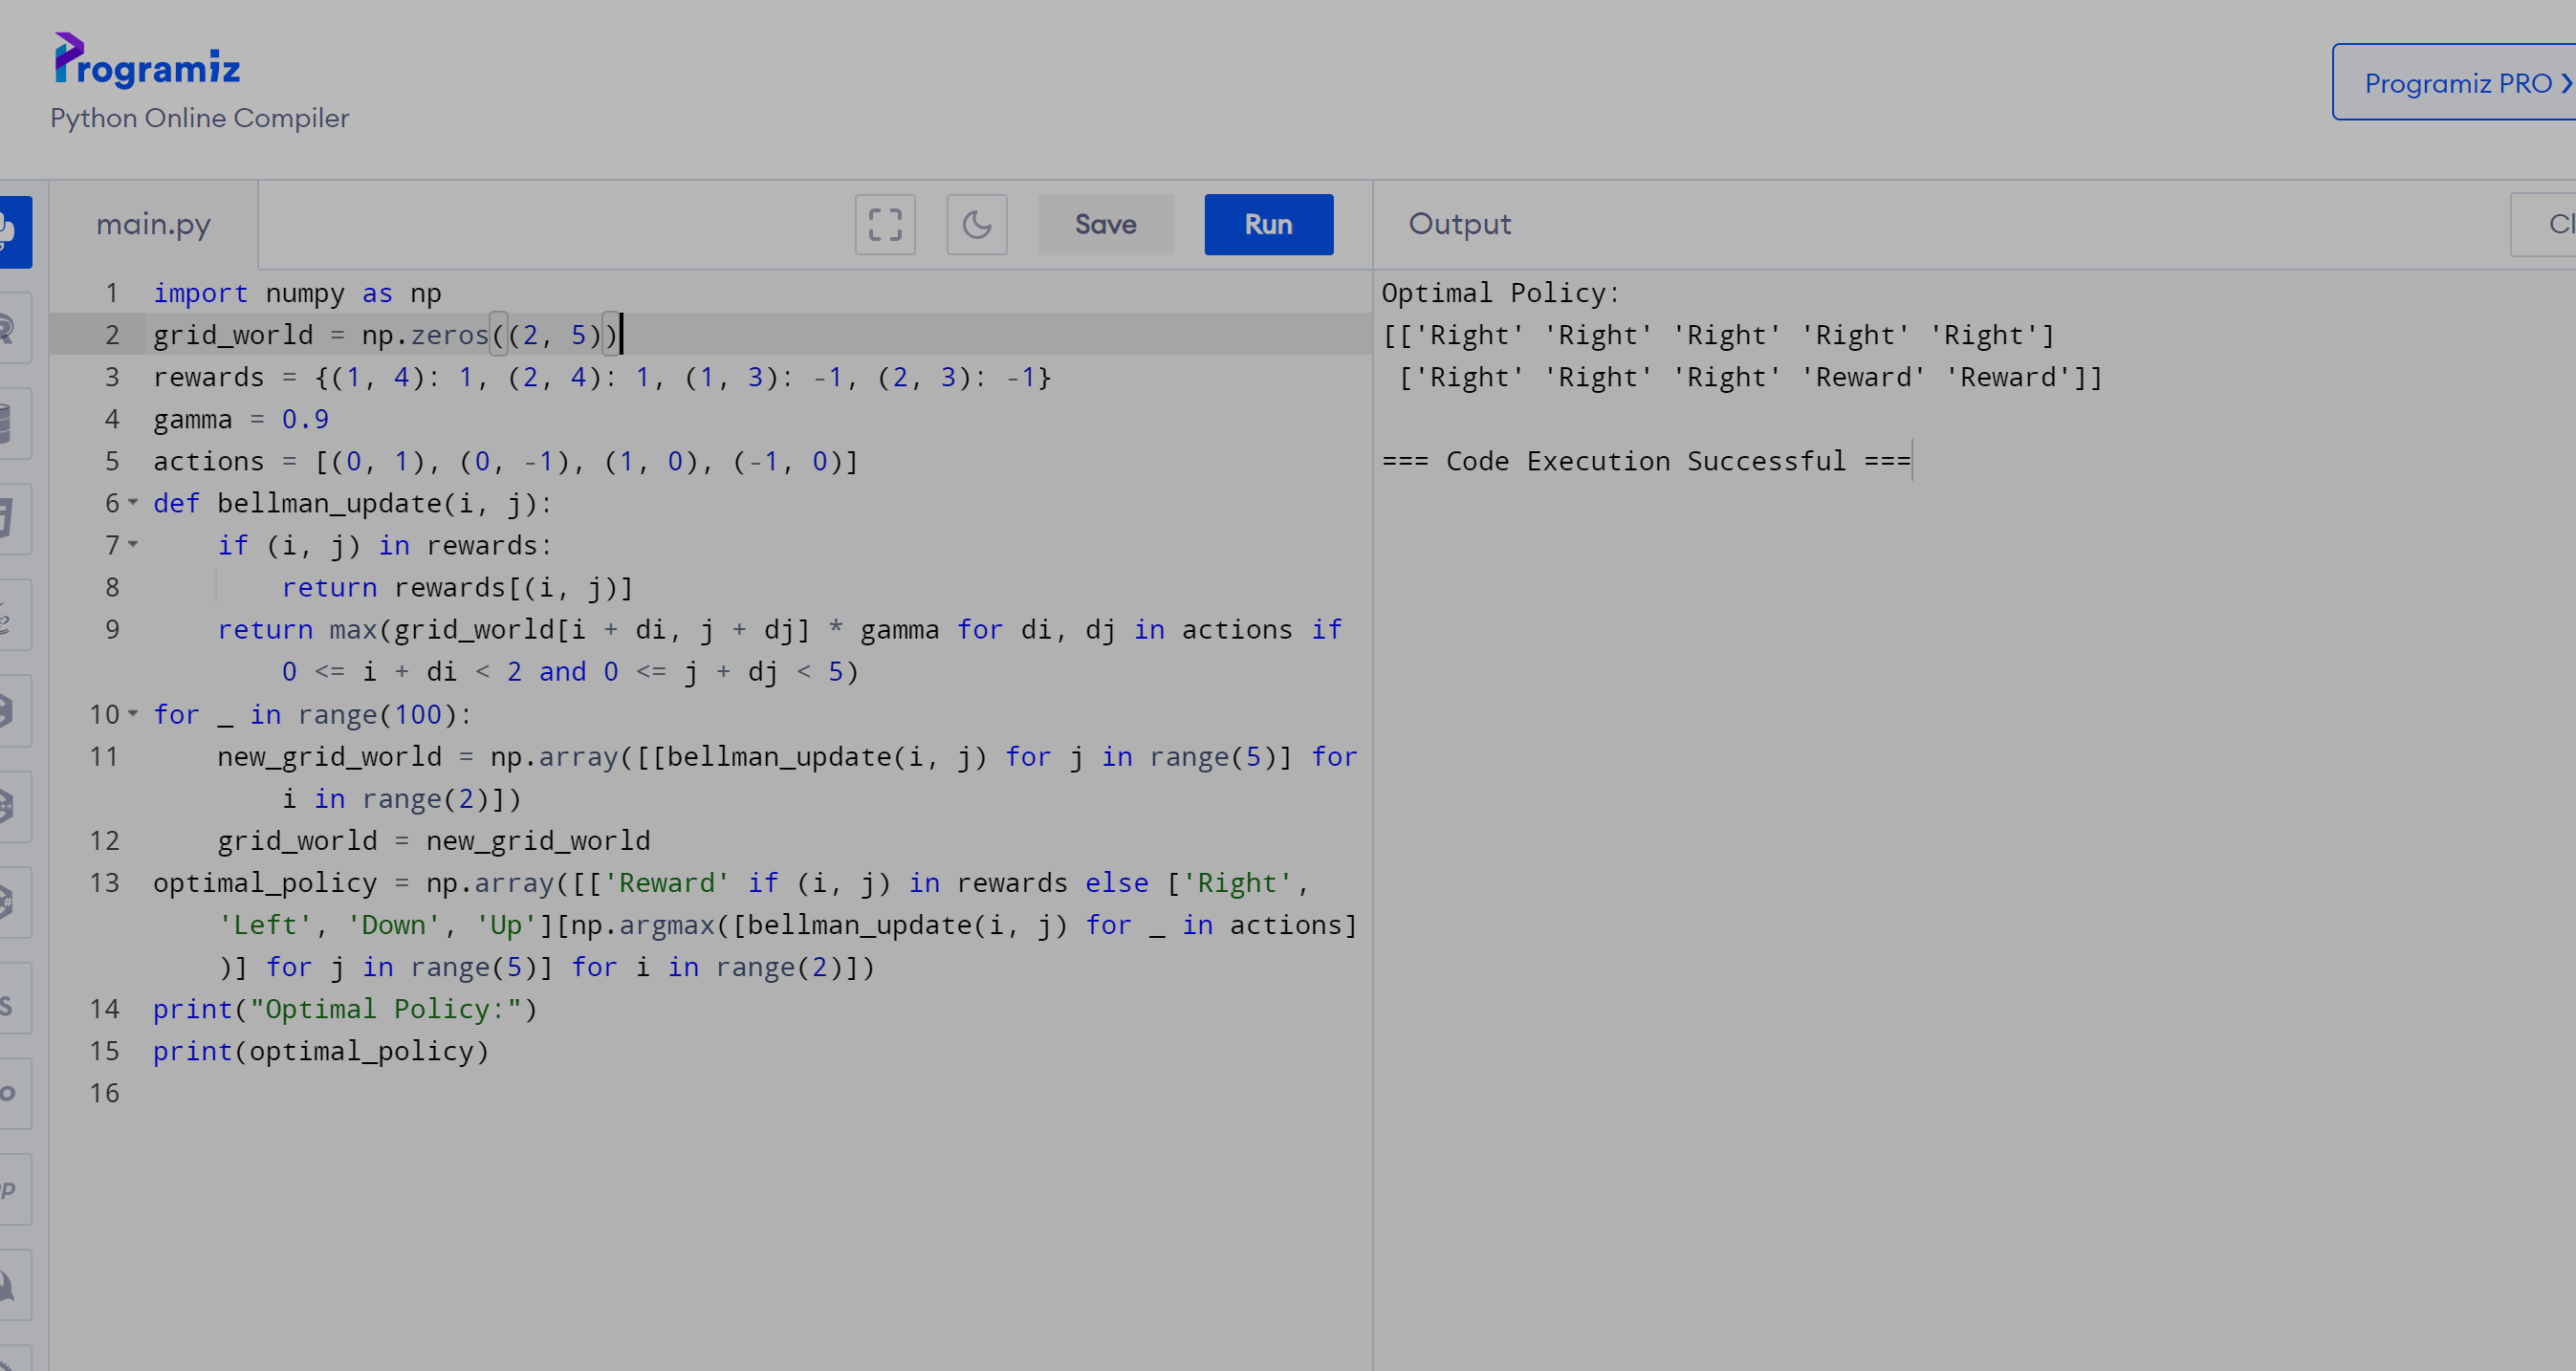 Programiz
Python Online Compiler
Programiz PRO
main.py
Save
Run
Output
1 import numpy as np
2 grid_world = np.zeros((2, 5))
3 rewards = {(1, 4): 1, (2, 4): 1, (1, 3): -1, (2, 3): -1}
4 gamma = 0.9
5 actions = [(0, 1), (0, -1), (1, 0), (-1, 0)]
6 def bellman_update(i, j):
7     if (i, j) in rewards:
8         return rewards[(i, j)]
9     return max(grid_world[i + di, j + dj] * gamma for di, dj in actions if
        0 <= i + di < 2 and 0 <= j + dj < 5)
10 for _ in range(100):
11     new_grid_world = np.array([[bellman_update(i, j) for j in range(5)] for
        i in range(2)])
12     grid_world = new_grid_world
13 optimal_policy = np.array([['Reward' if (i, j) in rewards else ['Right',
    'Left', 'Down', 'Up'][np.argmax([bellman_update(i, j) for _ in actions]
    )] for j in range(5)] for i in range(2)])
14 print("Optimal Policy:")
15 print(optimal_policy)
16
Optimal Policy:
[['Right' 'Right' 'Right' 'Right' 'Right']
 ['Right' 'Right' 'Right' 'Reward' 'Reward']]
=== Code Execution Successful ===